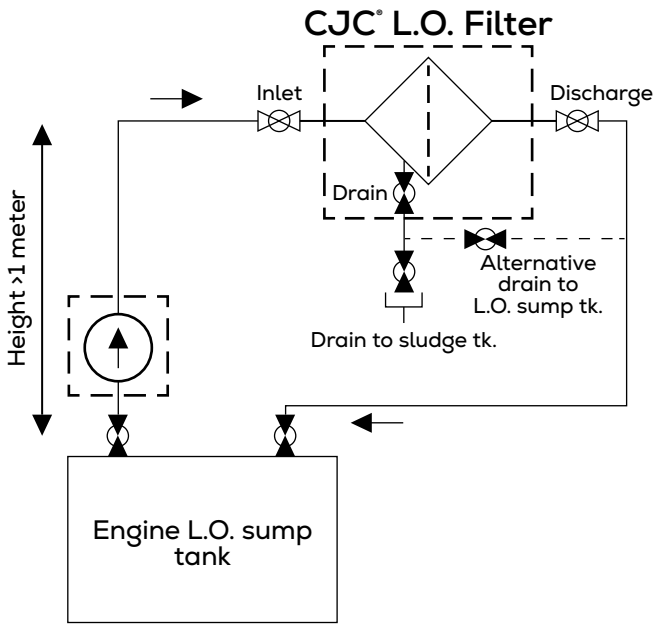 CJC® L.O. Filter
Inlet
Discharge
Drain
Height >1 meter
Alternative
drain to
L.O. sump tk.
Drain to sludge tk.
Engine L.O. sump
tank